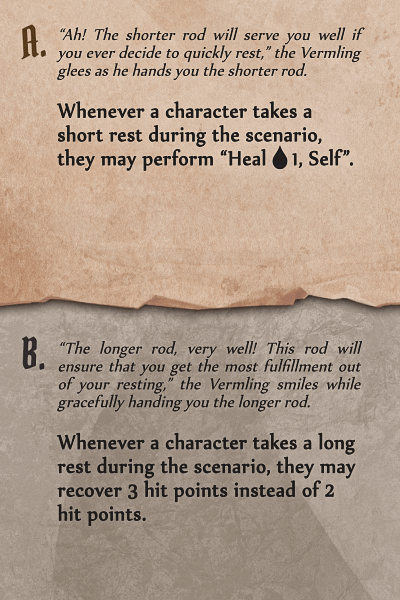 A. “Ah! The shorter rod will serve you well if
you ever decide to quickly rest,” the Vermling
glees as he hands you the shorter rod.
Whenever a character takes a
short rest during the scenario,
they may perform “Heal 1, Self”.
B. “The longer rod, very well! This rod will
ensure that you get the most fulfillment out
of your resting,” the Vermling smiles while
gracefully handing you the longer rod.
Whenever a character takes a long
rest during the scenario, they may
recover 3 hit points instead of 2
hit points.